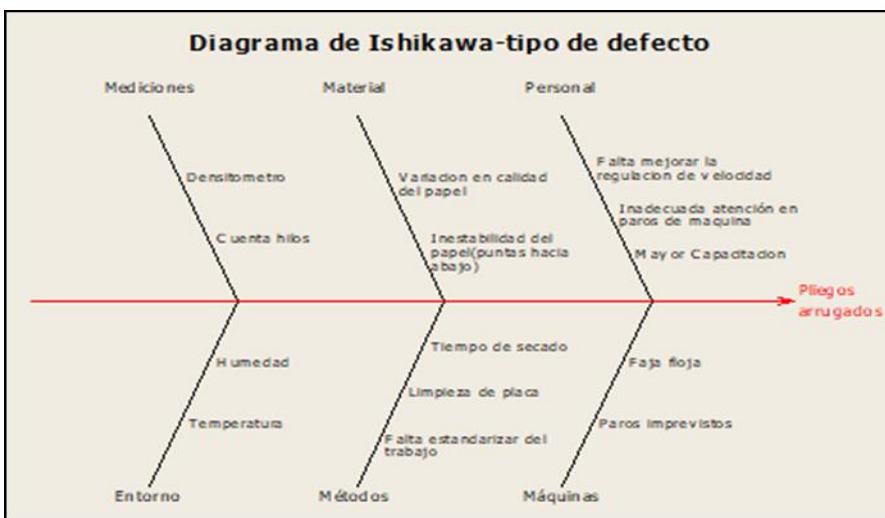 Diagrama de Ishikawa-tipo de defecto
Mediciones
Material
Personal
Densitometro
Cuenta hilos
Variacion en calidad
del papel
Inestabilidad del
papel(puntas hacia
abajo)
Falta mejorar la
regulacion de velocidad
Inadecuada atención en
paros de maquina
Mayor Capacitacion
Pliegos
arrugados
Humedad
Temperatura
Tiempo de secado
Limpieza de placa
Falta estandarizar del
trabajo
Faja floja
Paros imprevistos
Entorno
Métodos
Máquinas